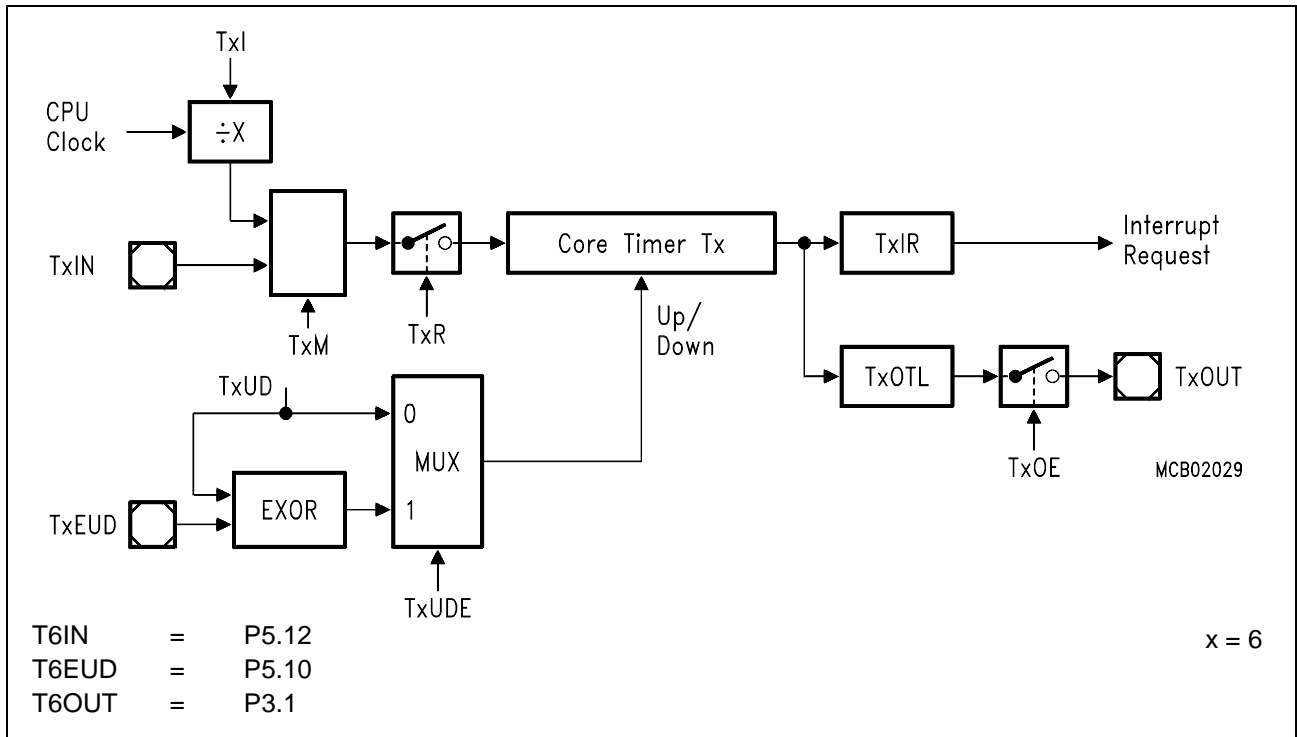 TxI
CPU
Clock
÷X
TxIN
TxM
TxR
Core Timer Tx
TxIR
Interrupt
Request
Up/
Down
TxOTL
TxOUT
TxOE
MCB02029
TxUD
0
MUX
1
EXOR
TxEUD
TxUDE
T6IN = P5.12
T6EUD = P5.10
T6OUT = P3.1
x = 6